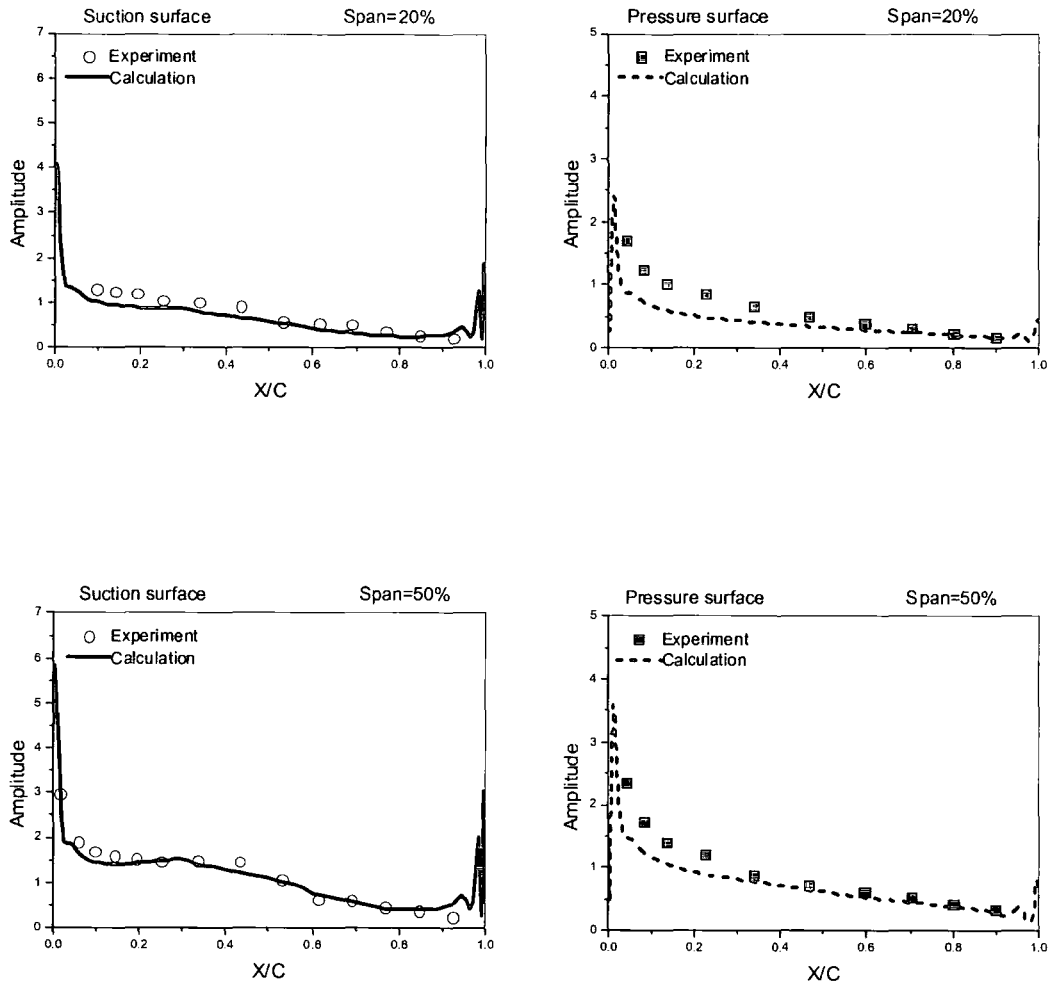 Suction surface Span=20%
7
6
5
4
3
2
1
0
Amplitude
Experiment
Calculation
0.0 0.2 0.4 0.6 0.8 1.0
X/C
Pressure surface Span=20%
5
4
3
2
1
0
Amplitude
Experiment
Calculation
0.0 0.2 0.4 0.6 0.8 1.0
X/C
Suction surface Span=50%
7
6
5
4
3
2
1
0
Amplitude
Experiment
Calculation
0.0 0.2 0.4 0.6 0.8 1.0
X/C
Pressure surface Span=50%
5
4
3
2
1
0
Amplitude
Experiment
Calculation
0.0 0.2 0.4 0.6 0.8 1.0
X/C